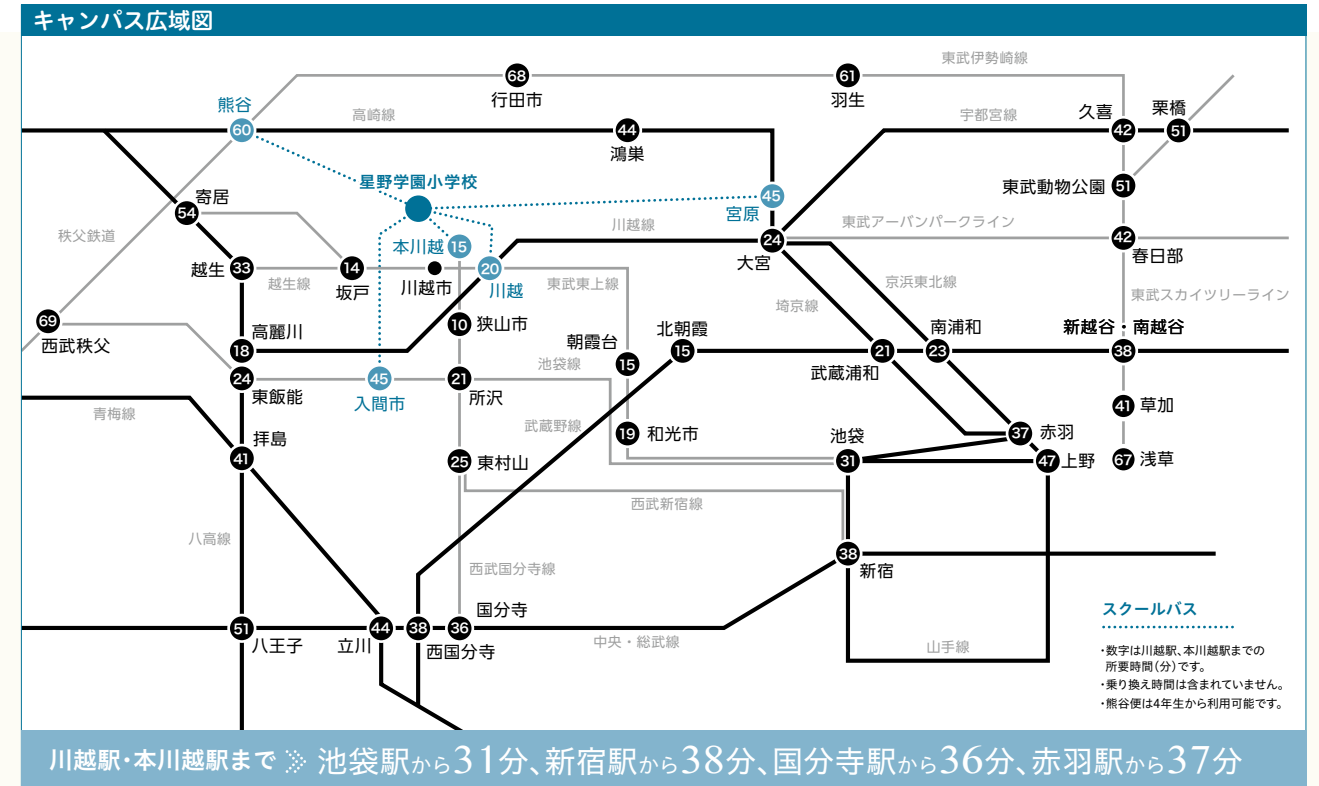 キャンパス広域図
東武伊勢崎線
68
行田市
61
羽生
熊谷
60
高崎線
44
鴻巣
宇都宮線
久喜
42
栗橋
51
星野学園小学校
寄居
54
45
宮原
東武動物公園
51
秩父鉄道
本川越
15
川越線
24
大宮
東武アーバンパークライン
42
春日部
越生
33
越生線
14
坂戸
川越市
20
川越
東武東上線
京浜東北線
埼京線
東武スカイツリーライン
69
西武秩父
高麗川
18
10
狭山市
朝霞台
15
北朝霞
15
21
武蔵浦和
南浦和
23
新越谷・南越谷
38
24
東飯能
45
入間市
21
所沢
池袋線
青梅線
武蔵野線
19
和光市
41
草加
拝島
41
25
東村山
池袋
31
37
赤羽
47
上野
67
浅草
西武新宿線
八高線
西武国分寺線
38
新宿
51
八王子
立川
44
38
西国分寺
36
国分寺
中央・総武線
山手線
スクールバス
・数字は川越駅、本川越駅までの
所要時間(分)です。
・乗り換え時間は含まれていません。
・熊谷便は4年生から利用可能です。
川越駅・本川越駅まで 池袋駅から31分、新宿駅から38分、国分寺駅から36分、赤羽駅から37分